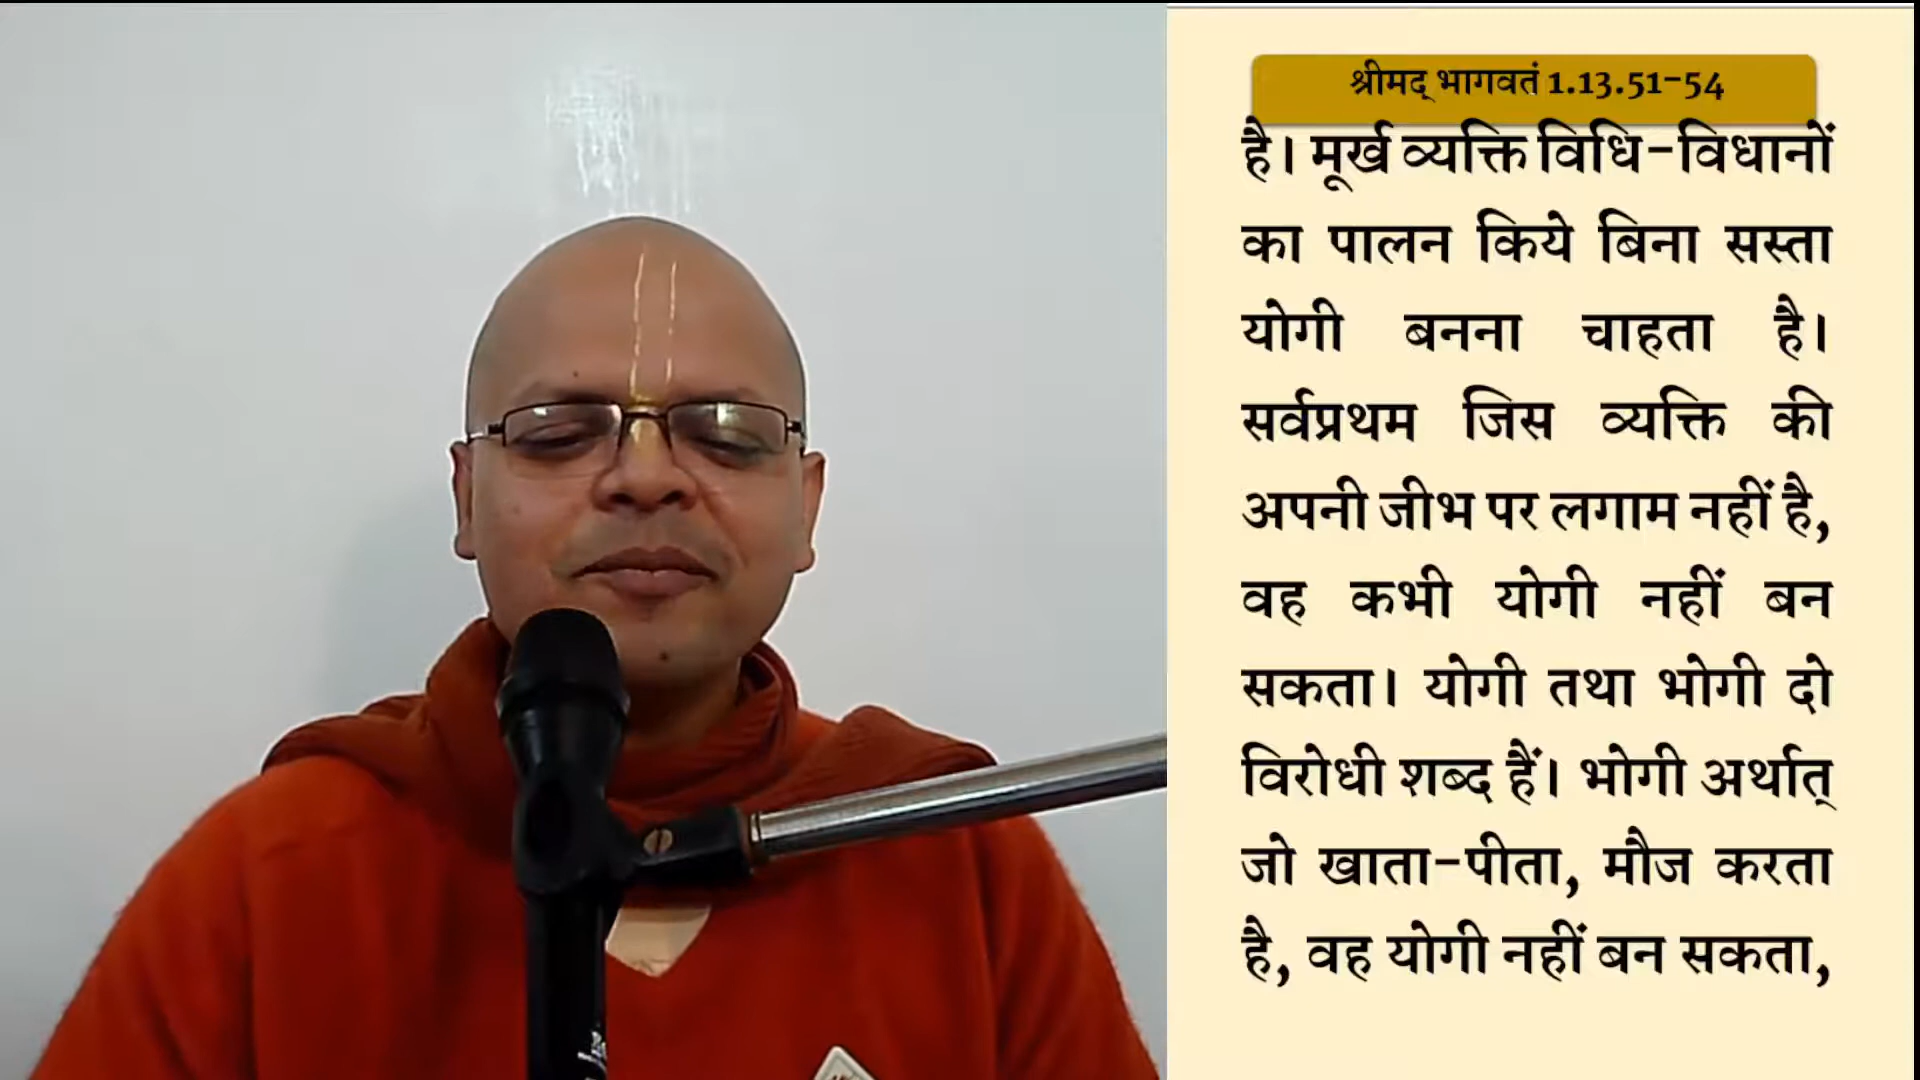 श्रीमद् भागवतं 1.13.51-54
है। मूर्ख व्यक्ति विधि-विधानों
का पालन किये बिना सस्ता
योगी बनना चाहता है।
सर्वप्रथम जिस व्यक्ति की
अपनी जीभ पर लगाम नहीं है,
वह कभी योगी नहीं बन
सकता। योगी तथा भोगी दो
विरोधी शब्द हैं। भोगी अर्थात्
जो खाता-पीता, मौज करता
है, वह योगी नहीं बन सकता,